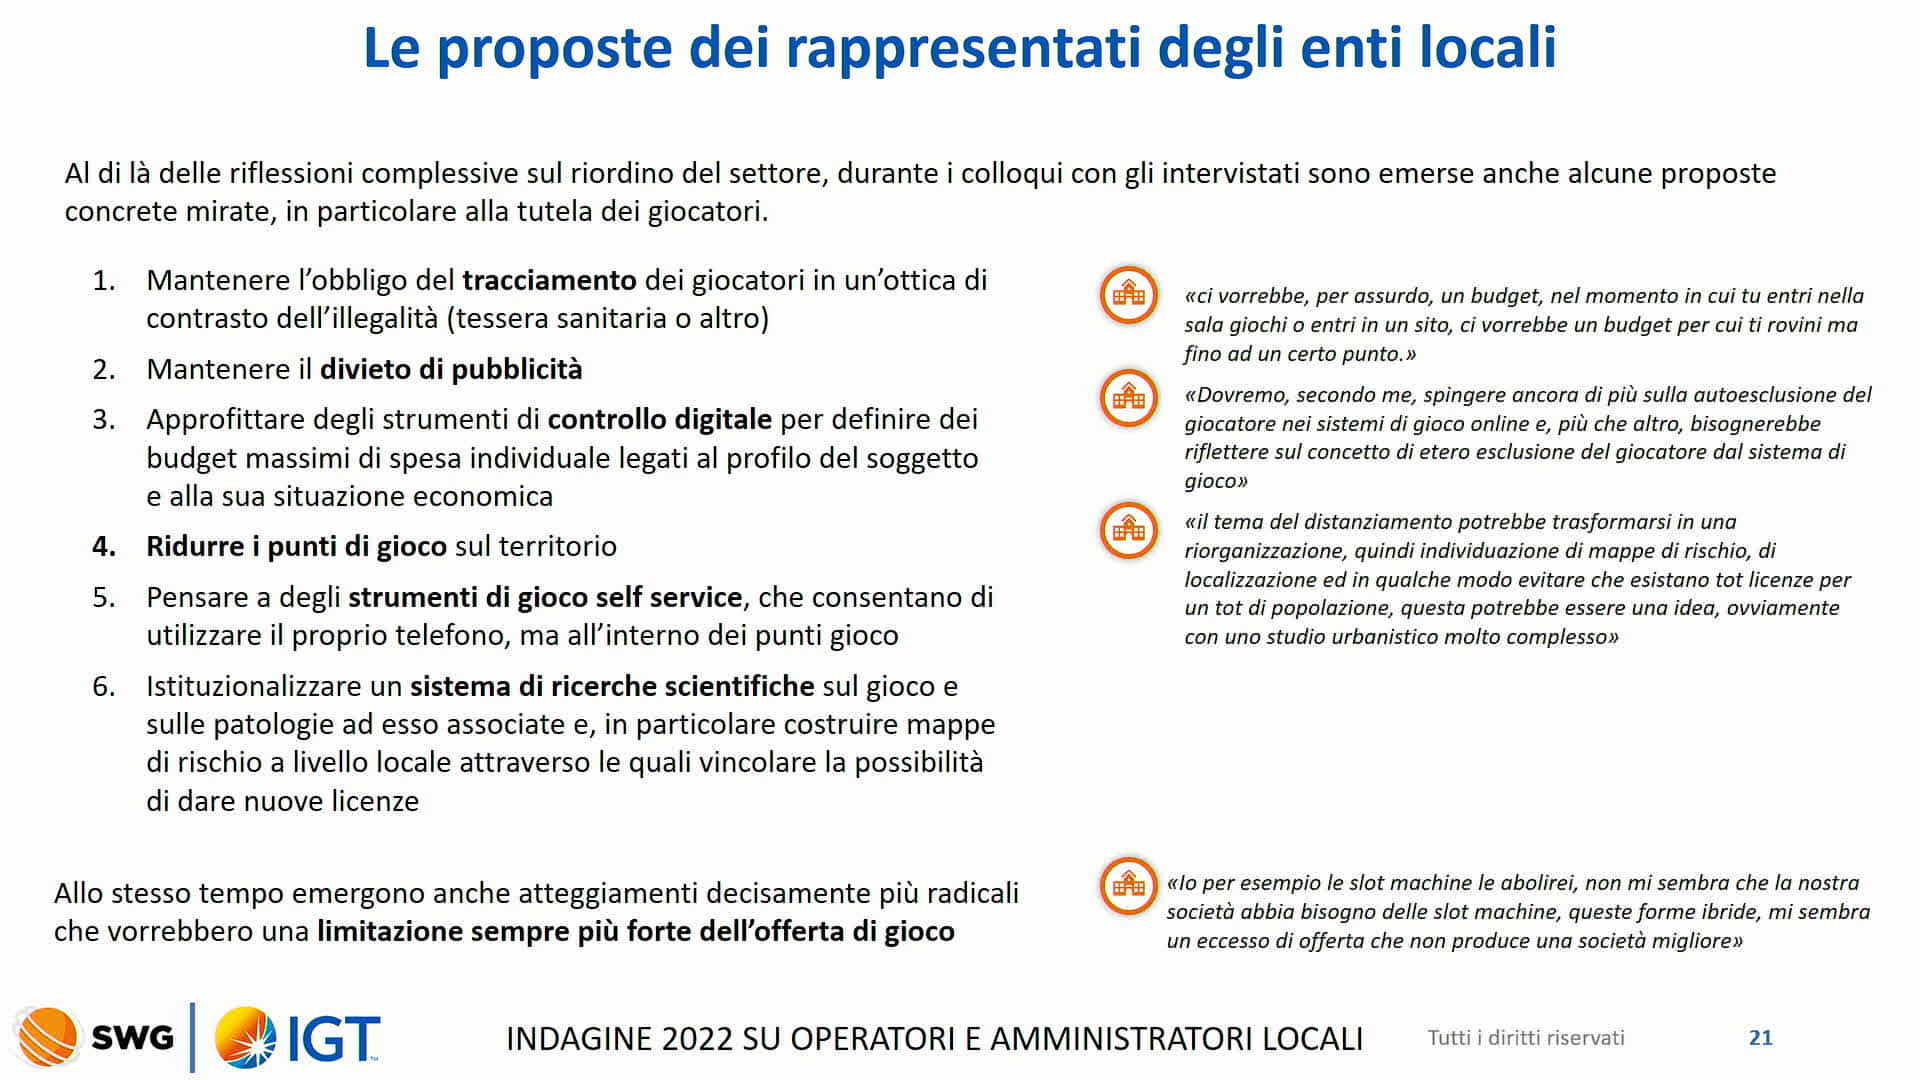 Le proposte dei rappresentati degli enti locali
Al di là delle riflessioni complessive sul riordino del settore, durante i colloqui con gli intervistati sono emerse anche alcune proposte
concrete mirate, in particolare alla tutela dei giocatori.
1. Mantenere l’obbligo del tracciamento dei giocatori in un’ottica di
contrasto dell’illegalità (tessera sanitaria o altro)
2. Mantenere il divieto di pubblicità
3. Approfittare degli strumenti di controllo digitale per definire dei
budget massimi di spesa individuale legati al profilo del soggetto
e alla sua situazione economica
4. Ridurre i punti di gioco sul territorio
5. Pensare a degli strumenti di gioco self service, che consentano di
utilizzare il proprio telefono, ma all’interno dei punti gioco
6. Istituzionalizzare un sistema di ricerche scientifiche sul gioco e
sulle patologie ad esso associate e, in particolare costruire mappe
di rischio a livello locale attraverso le quali vincolare la possibilità
di dare nuove licenze
Allo stesso tempo emergono anche atteggiamenti decisamente più radicali
che vorrebbero una limitazione sempre più forte dell’offerta di gioco
«ci vorrebbe, per assurdo, un budget, nel momento in cui tu entri nella
sala giochi o entri in un sito, ci vorrebbe un budget per cui ti rovini ma
fino ad un certo punto.»
«Dovremo, secondo me, spingere ancora di più sulla autoesclusione del
giocatore nei sistemi di gioco online e, più che altro, bisognerebbe
riflettere sul concetto di etero esclusione del giocatore dal sistema di
gioco»
«il tema del distanziamento potrebbe trasformarsi in una
riorganizzazione, quindi individuazione di mappe di rischio, di
localizzazione ed in qualche modo evitare che esistano tot licenze per
un tot di popolazione, questa potrebbe essere una idea, ovviamente
con uno studio urbanistico molto complesso»
«Io per esempio le slot machine le abolirei, non mi sembra che la nostra
società abbia bisogno delle slot machine, queste forme ibride, mi sembra
un eccesso di offerta che non produce una società migliore»
SWG
IGT
INDAGINE 2022 SU OPERATORI E AMMINISTRATORI LOCALI
Tutti i diritti riservati
21